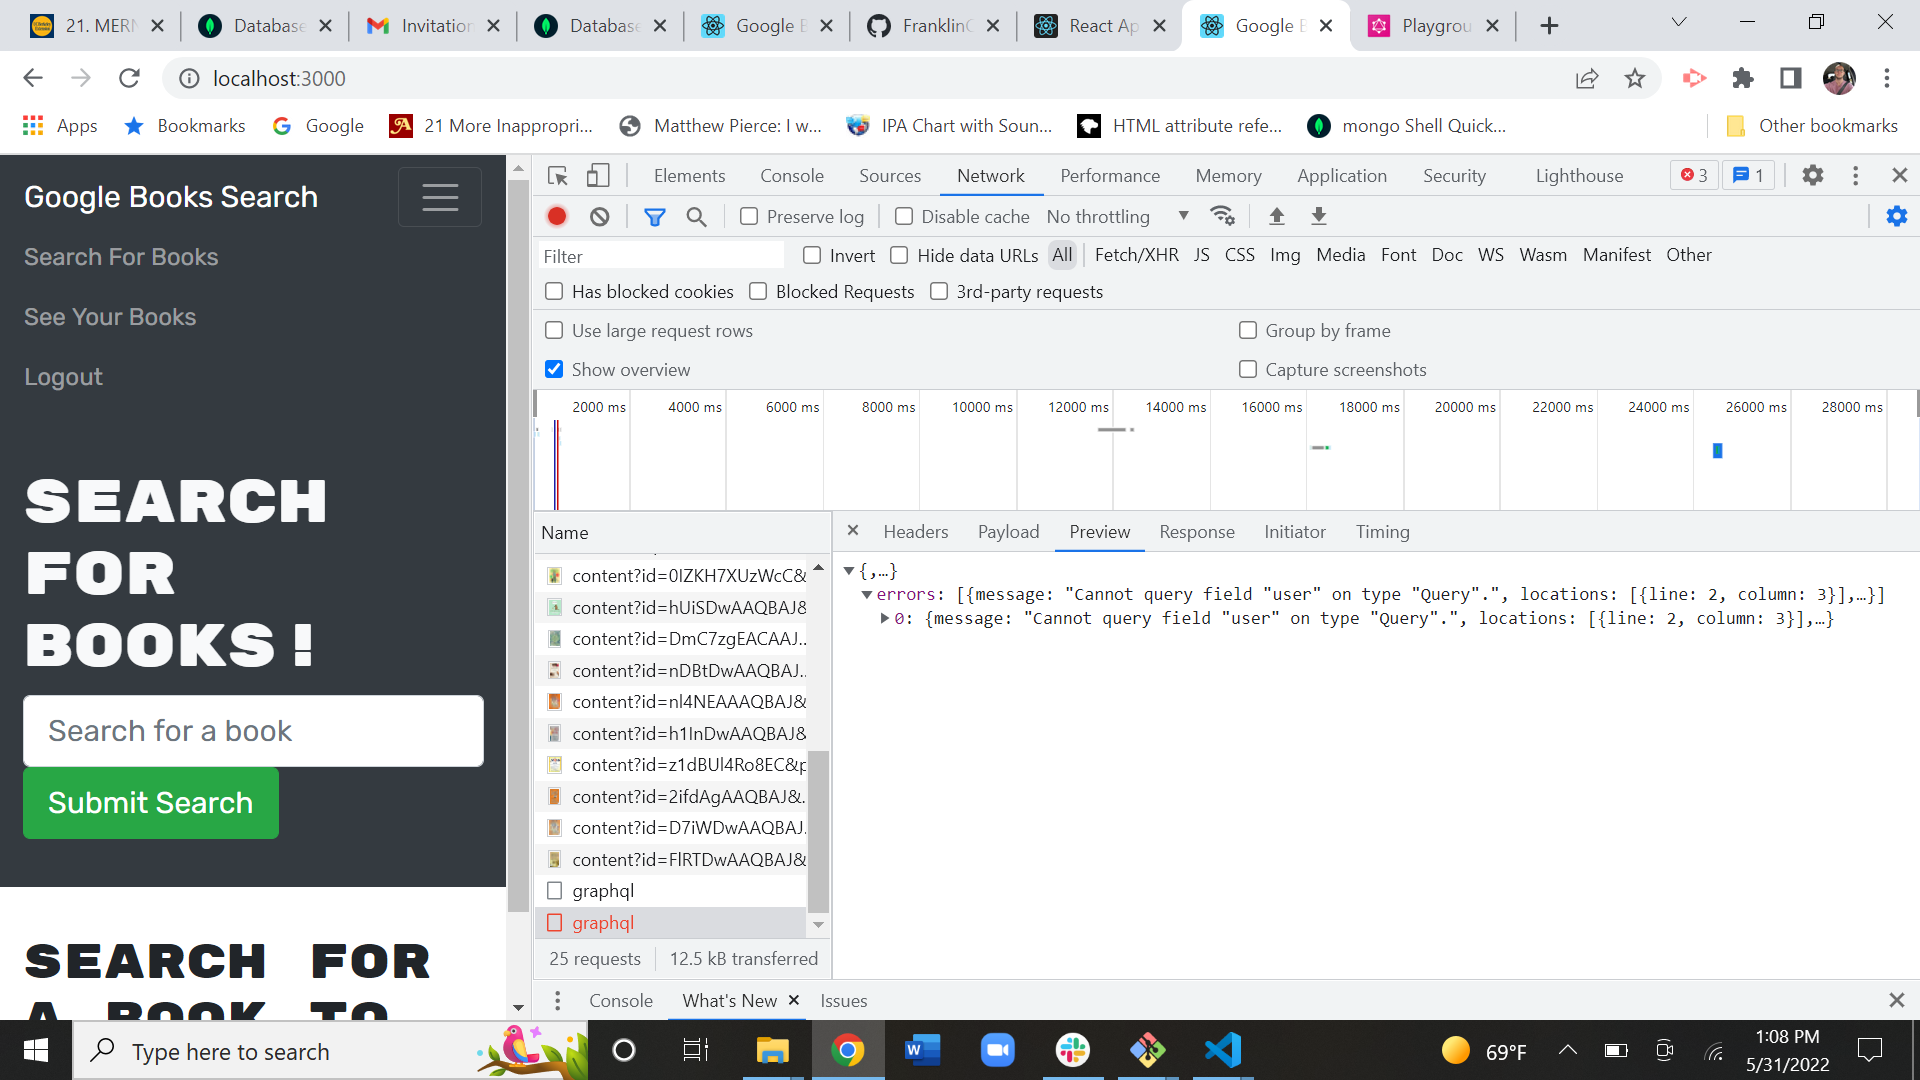 21. MERN
Database
Invitation
Database
Google B
FranklinC
React Ap
Google B
Playgrou
localhost:3000
Apps
Bookmarks
Google
21 More Inappropri...
Matthew Pierce: I w...
IPA Chart with Soun...
HTML attribute refe...
mongo Shell Quick...
Other bookmarks
Google Books Search
Search For Books
See Your Books
Logout
SEARCH
FOR
BOOKS!
Search for a book
Submit Search
SEARCH FOR
A BOOK TO
Elements
Console
Sources
Network
Performance
Memory
Application
Security
Lighthouse
3
1
Preserve log
Disable cache
No throttling
Filter
Invert
Hide data URLs
All
Fetch/XHR
JS
CSS
Img
Media
Font
Doc
WS
Wasm
Manifest
Other
Has blocked cookies
Blocked Requests
3rd-party requests
Use large request rows
Group by frame
Show overview
Capture screenshots
2000 ms
4000 ms
6000 ms
8000 ms
10000 ms
12000 ms
14000 ms
16000 ms
18000 ms
20000 ms
22000 ms
24000 ms
26000 ms
28000 ms
Name
content?id=0IZKH7XUzWcC&
content?id=hUiSDwAAQBAJ&
content?id=DmC7zgEACAAJ...
content?id=nDBtDwAAQBAJ...
content?id=nl4NEAAAQBAJ&
content?id=h1InDwAAQBAJ&
content?id=z1dBUl4Ro8EC&p
content?id=2ifdAgAAQBAJ&...
content?id=D7iWDwAAQBAJ...
content?id=FlRTDwAAQBAJ&
graphql
graphql
25 requests
12.5 kB transferred
Headers
Payload
Preview
Response
Initiator
Timing
{,…}
errors: [{message: "Cannot query field "user" on type "Query".", locations: [{line: 2, column: 3}],…}]
0: {message: "Cannot query field "user" on type "Query".", locations: [{line: 2, column: 3}],…}
Console
What's New
Issues
Type here to search
69°F
1:08 PM
5/31/2022